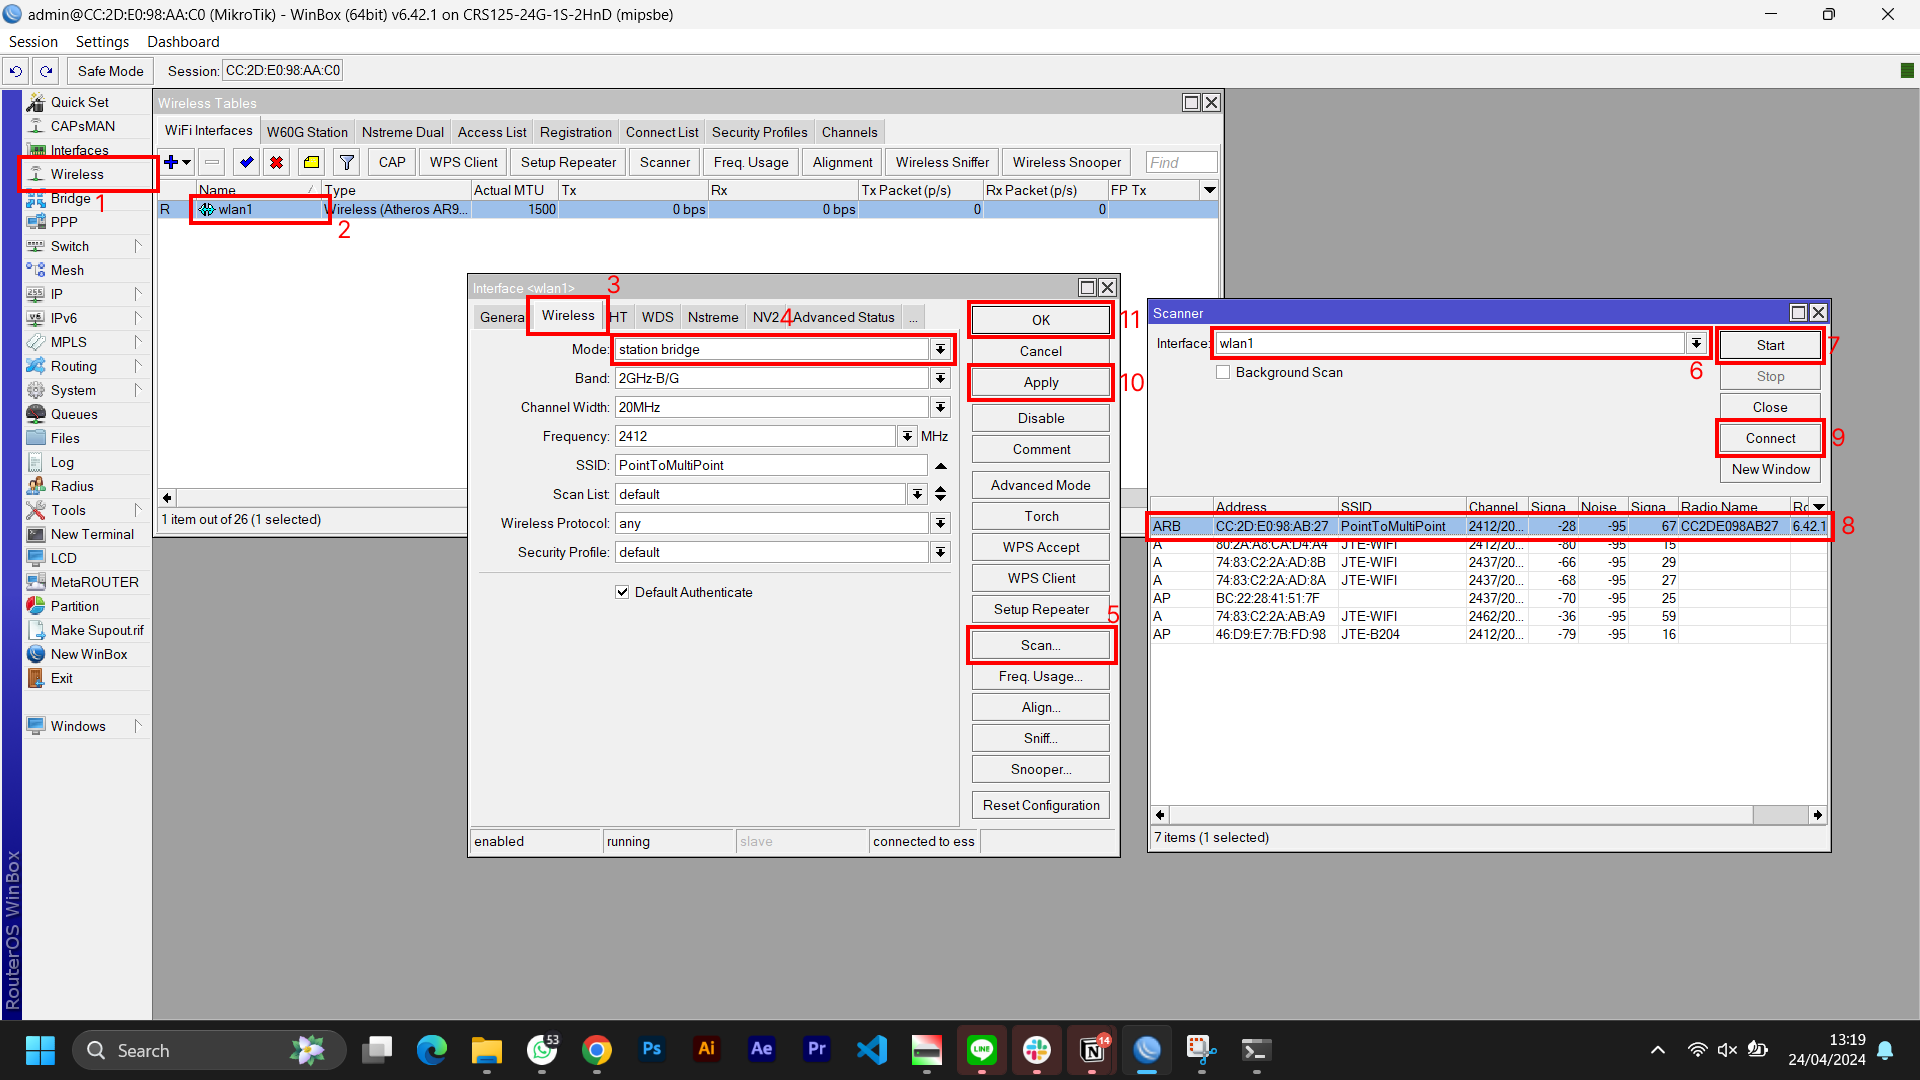 admin@CC:2D:E0:98:AA:C0 (MikroTik) - WinBox (64bit) v6.42.1 on CRS125-24G-1S-2HnD (mipsbe)
Session Settings Dashboard
Safe Mode Session: CC:2D:E0:98:AA:C0
Quick Set
CAPsMAN
Interfaces
Wireless
1
Bridge
PPP
Switch
Mesh
IP
IPv6
MPLS
Routing
System
Queues
Files
Log
Radius
Tools
New Terminal
LCD
MetaROUTER
Partition
Make Supout.rif
New WinBox
Exit
Windows
RouterOS WinBox
Wireless Tables
WiFi Interfaces W60G Station Nstreme Dual Access List Registration Connect List Security Profiles Channels
CAP WPS Client Setup Repeater Scanner Freq. Usage Alignment Wireless Sniffer Wireless Snooper Find
Name Type Actual MTU Tx Rx Tx Packet (p/s) Rx Packet (p/s) FP Tx
R wlan1 Wireless (Atheros AR9... 1500 0 bps 0 bps 0 0
2
1 item out of 26 (1 selected)
Interface <wlan1>
3
Genera Wireless HT WDS Nstreme NV2 4 Advanced Status ...
Mode: station bridge
Band: 2GHz-B/G
Channel Width: 20MHz
Frequency: 2412 MHz
SSID: PointToMultiPoint
Scan List: default
Wireless Protocol: any
Security Profile: default
Default Authenticate
OK 11
Cancel
Apply 10
Disable
Comment
Advanced Mode
Torch
WPS Accept
WPS Client
Setup Repeater
5
Scan...
Freq. Usage...
Align...
Sniff...
Snooper...
Reset Configuration
enabled running slave connected to ess
Scanner
Interface: wlan1
6
Background Scan
Start 7
Stop
Close
Connect 9
New Window
Address SSID Channel Signa... Noise... Signa... Radio Name Ro
ARB CC:2D:E0:98:AB:27 PointToMultiPoint 2412/20... -28 -95 67 CC2DE098AB27 6.42.1
8
A 80:2A:A8:CA:D4:A4 JTE-WIFI 2412/20... -80 -95 15
A 74:83:C2:2A:AD:8B JTE-WIFI 2437/20... -66 -95 29
A 74:83:C2:2A:AD:8A JTE-WIFI 2437/20... -68 -95 27
AP BC:22:28:41:51:7F 2437/20... -70 -95 25
A 74:83:C2:2A:AB:A9 JTE-WIFI 2462/20... -36 -95 59
AP 46:D9:E7:7B:FD:98 JTE-B204 2412/20... -79 -95 16
7 items (1 selected)
Search
53
Ps
Ai
Ae
Pr
LINE
14
13:19
24/04/2024